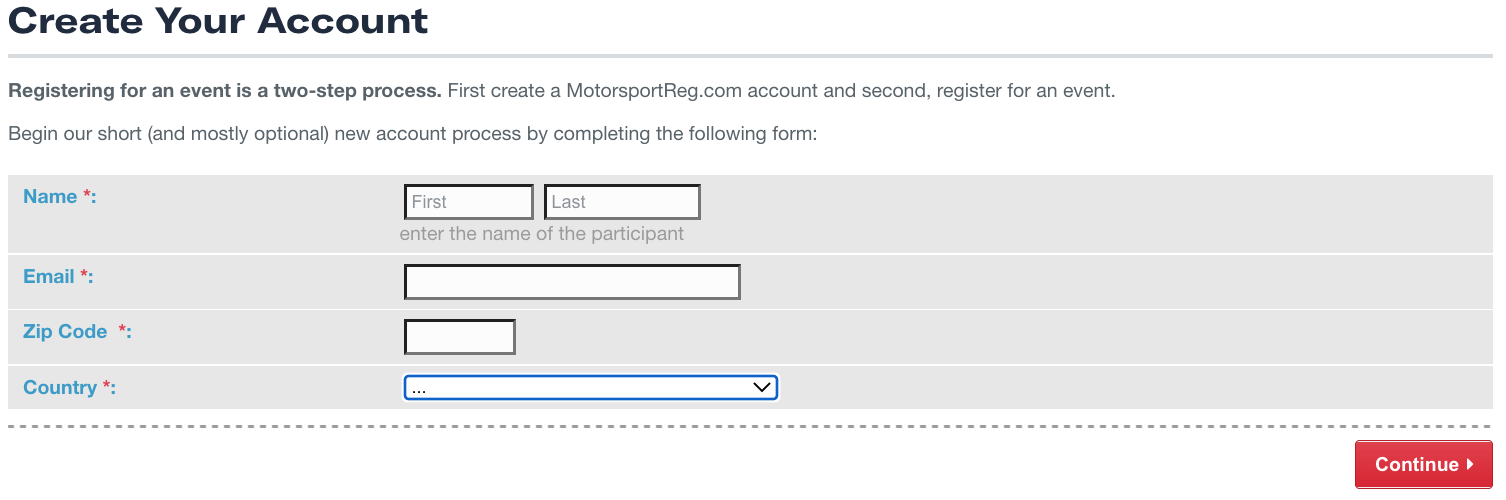 Create Your Account
Registering for an event is a two-step process. First create a MotorsportReg.com account and second, register for an event.
Begin our short (and mostly optional) new account process by completing the following form:
Name *: First Last
enter the name of the participant
Email *:
Zip Code *:
Country *: ...
Continue